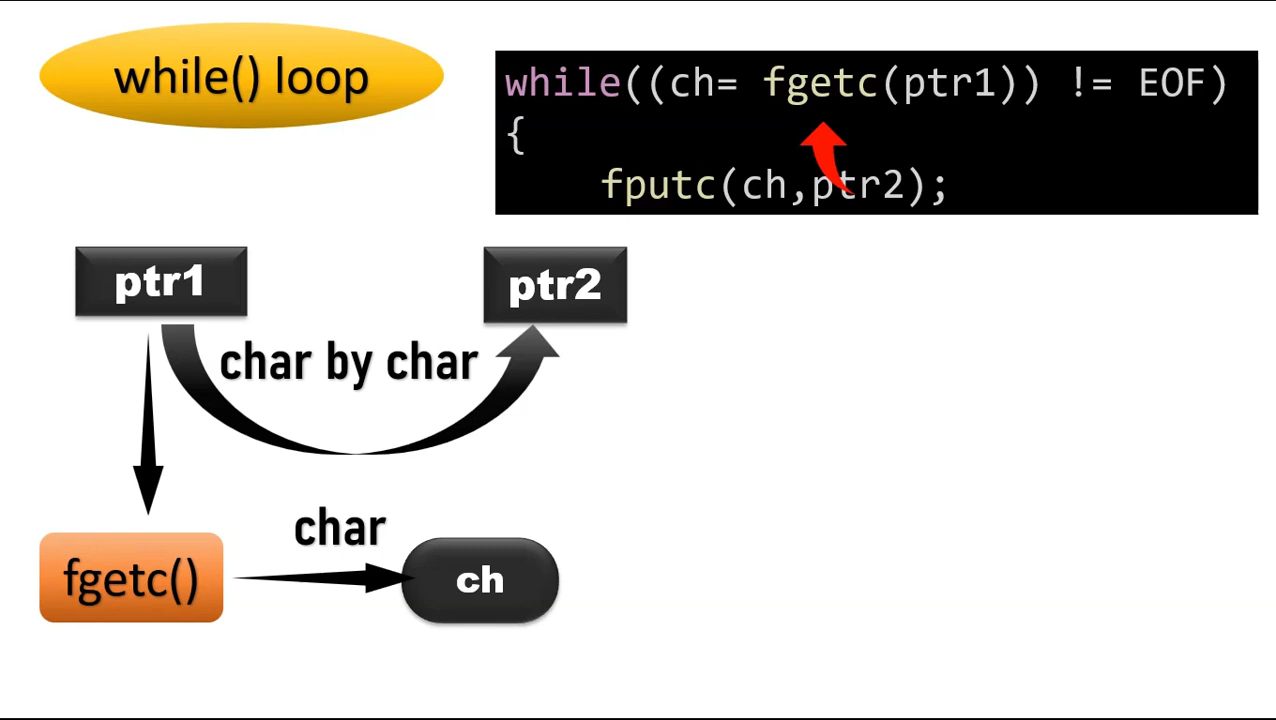 while() loop
while((ch= fgetc(ptr1)) != EOF)
{
fputc(ch,ptr2);
ptr1
ptr2
char by char
char
fgetc()
ch